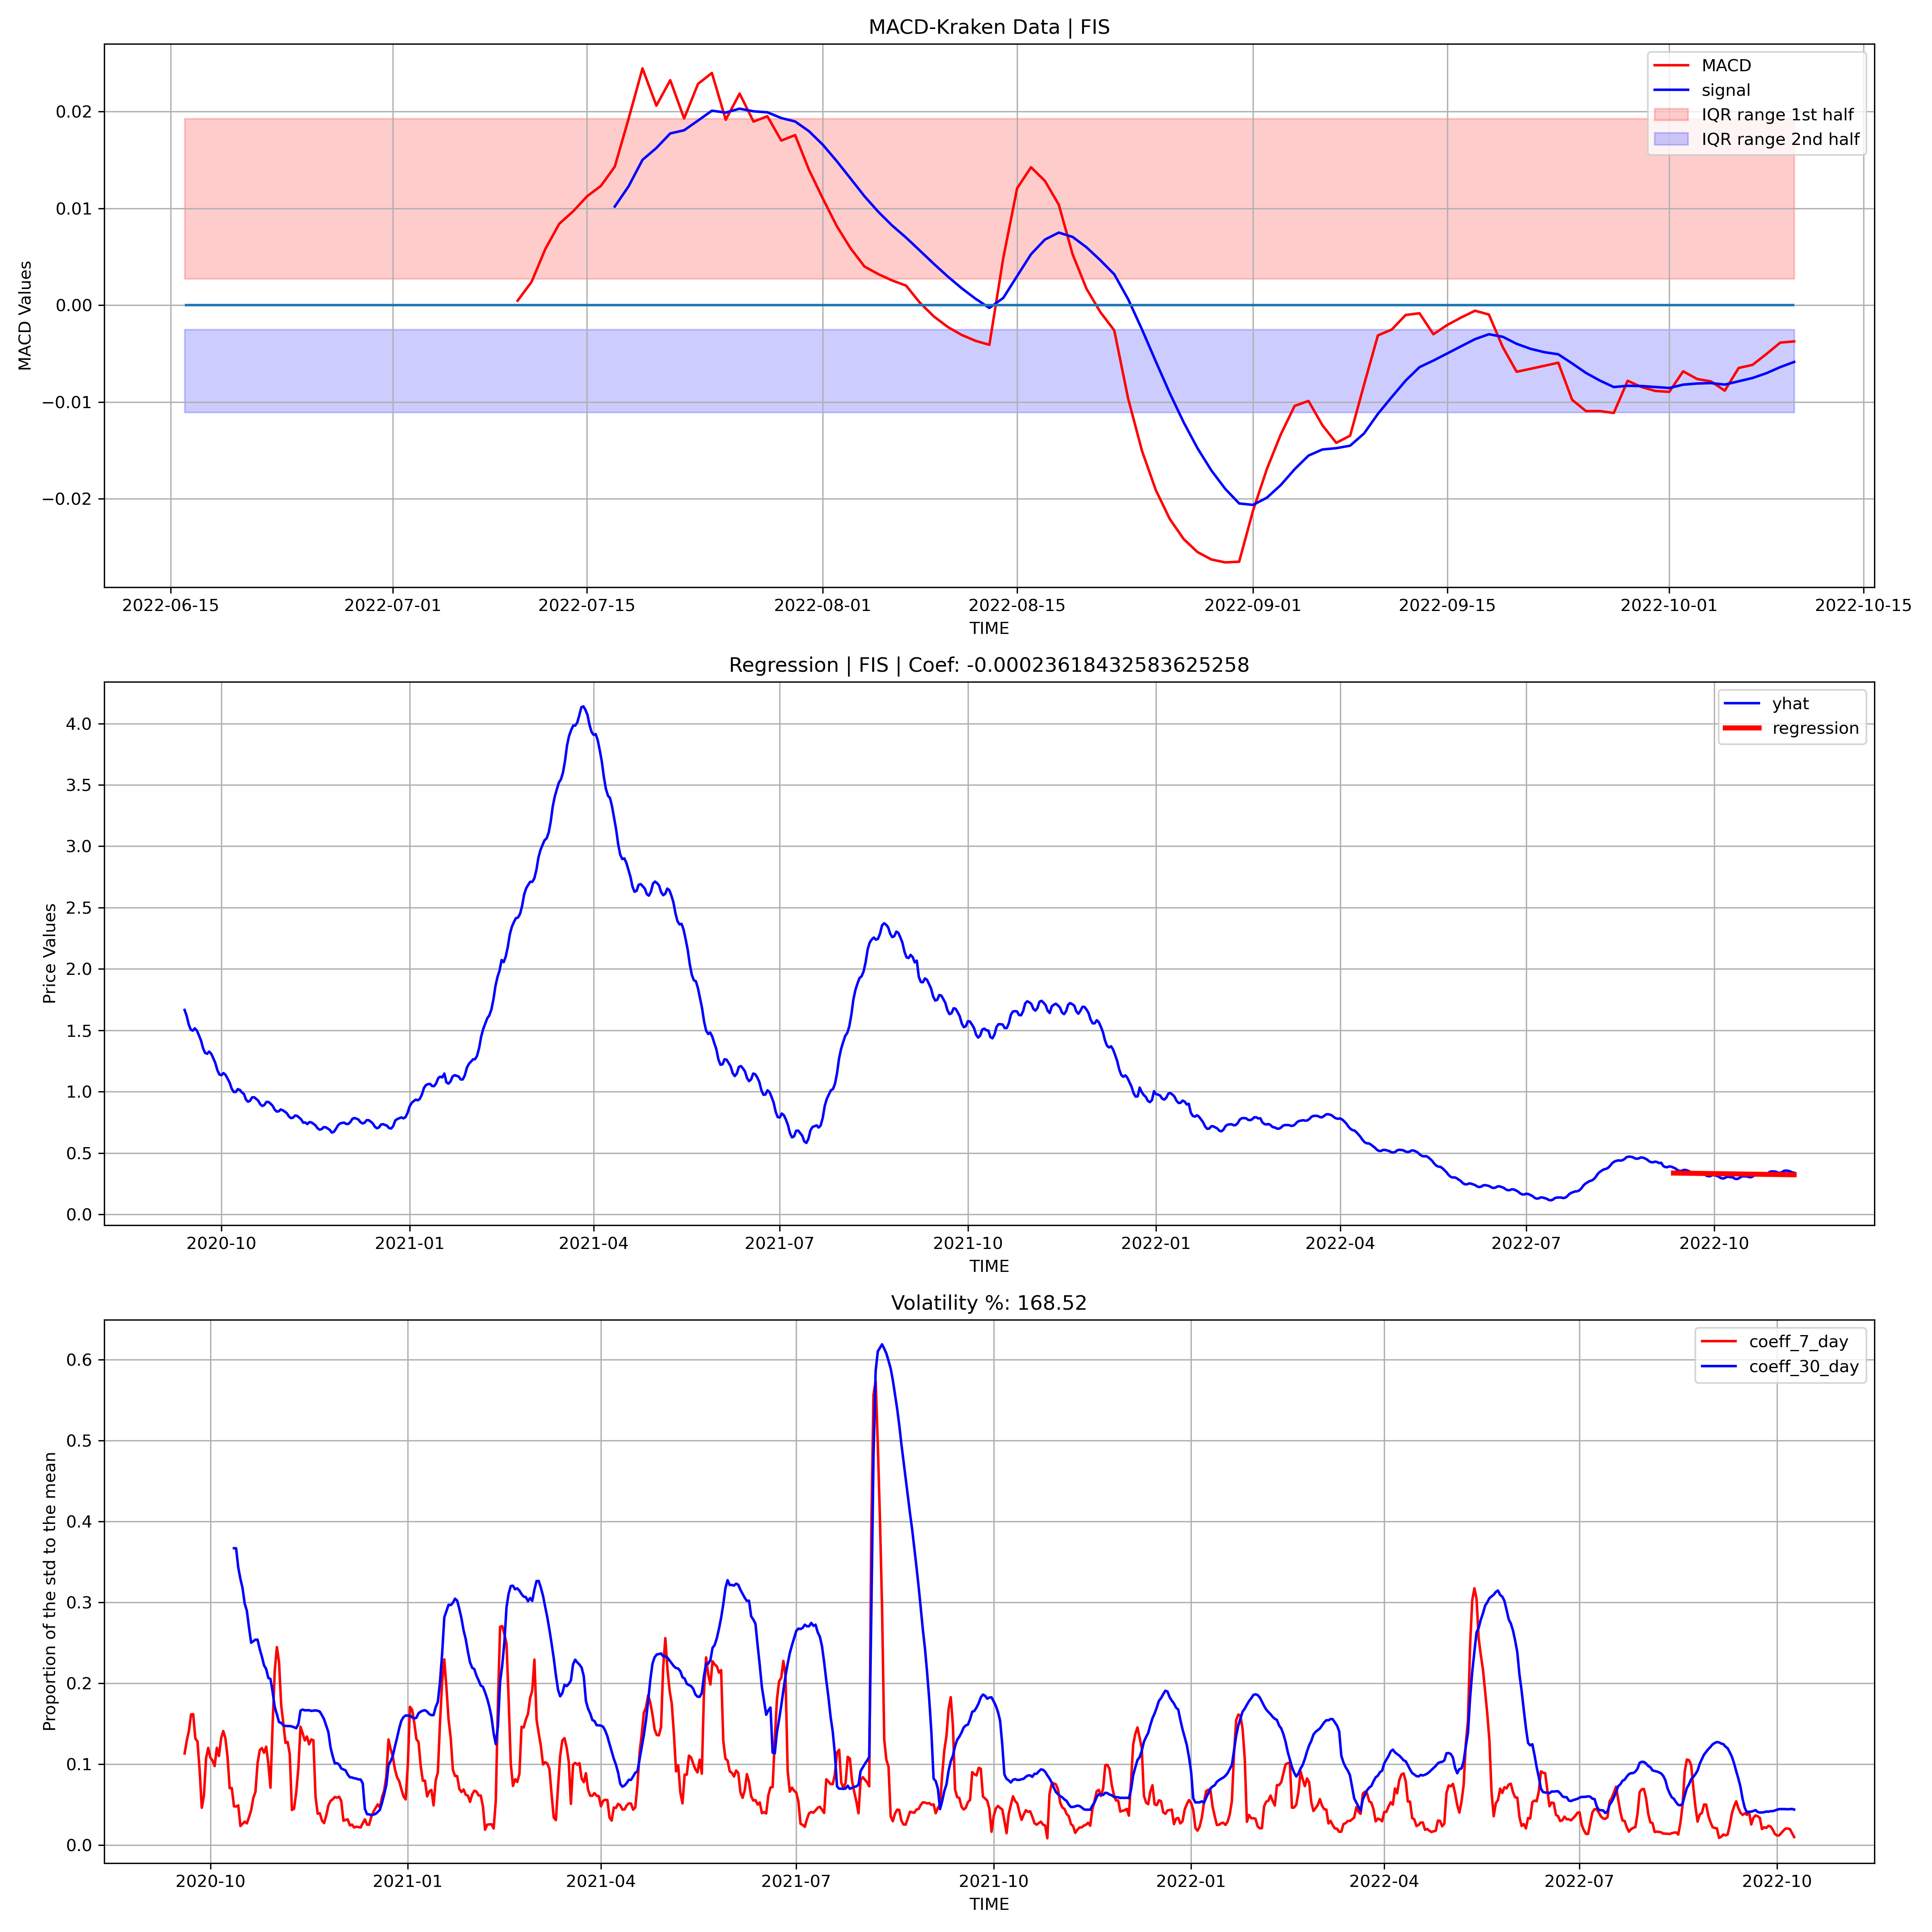 MACD-Kraken Data | FIS
MACD
signal
IQR range 1st half
IQR range 2nd half
0.02
0.01
0.00
−0.01
−0.02
MACD Values
2022-06-15 2022-07-01 2022-07-15 2022-08-01 2022-08-15 2022-09-01 2022-09-15 2022-10-01 2022-10-15
TIME
Regression | FIS | Coef: -0.00023618432583625258
yhat
regression
4.0
3.5
3.0
2.5
2.0
1.5
1.0
0.5
0.0
Price Values
2020-10 2021-01 2021-04 2021-07 2021-10 2022-01 2022-04 2022-07 2022-10
TIME
Volatility %: 168.52
coeff_7_day
coeff_30_day
0.6
0.5
0.4
0.3
0.2
0.1
0.0
Proportion of the std to the mean
2020-10 2021-01 2021-04 2021-07 2021-10 2022-01 2022-04 2022-07 2022-10
TIME